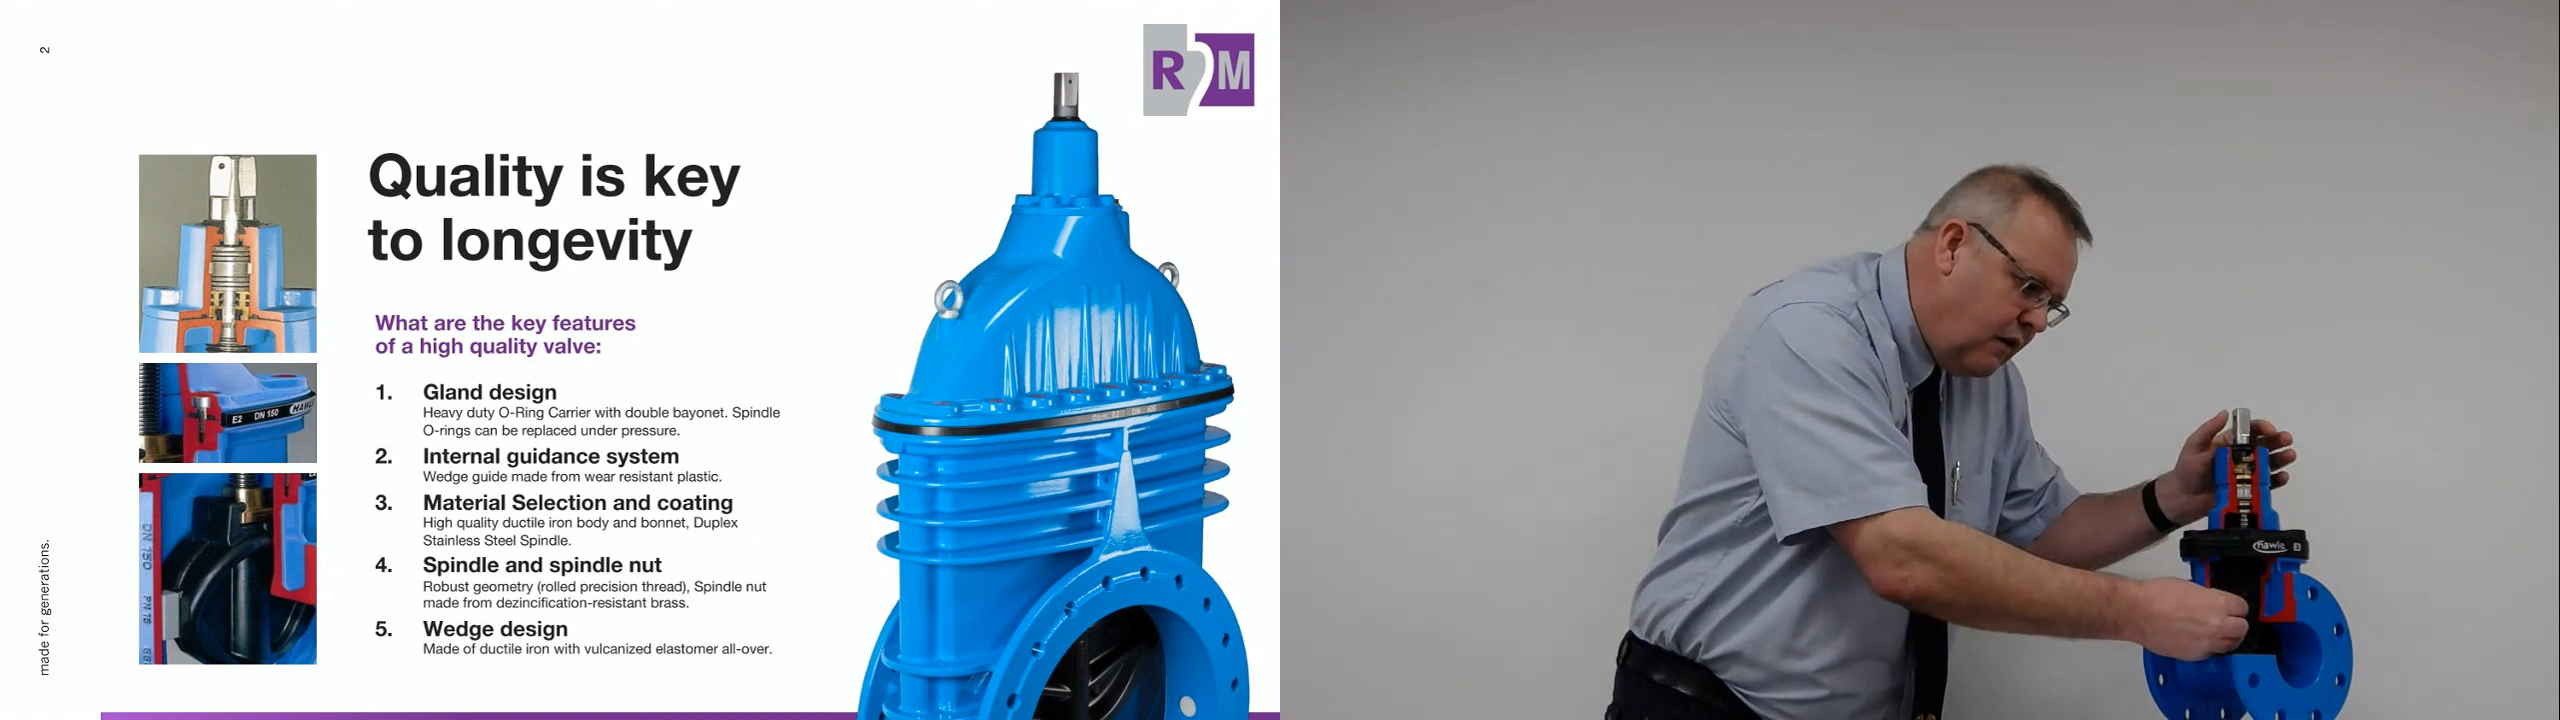 2
made for generations.
R M
Quality is key
to longevity
What are the key features
of a high quality valve:
1. Gland design
Heavy duty O-Ring Carrier with double bayonet. Spindle
O-rings can be replaced under pressure.
2. Internal guidance system
Wedge guide made from wear resistant plastic.
3. Material Selection and coating
High quality ductile iron body and bonnet, Duplex
Stainless Steel Spindle.
4. Spindle and spindle nut
Robust geometry (rolled precision thread), Spindle nut
made from dezincification-resistant brass.
5. Wedge design
Made of ductile iron with vulcanized elastomer all-over.
E2 DN 150 HAWLE
DN 150 PN 16
hawle E2